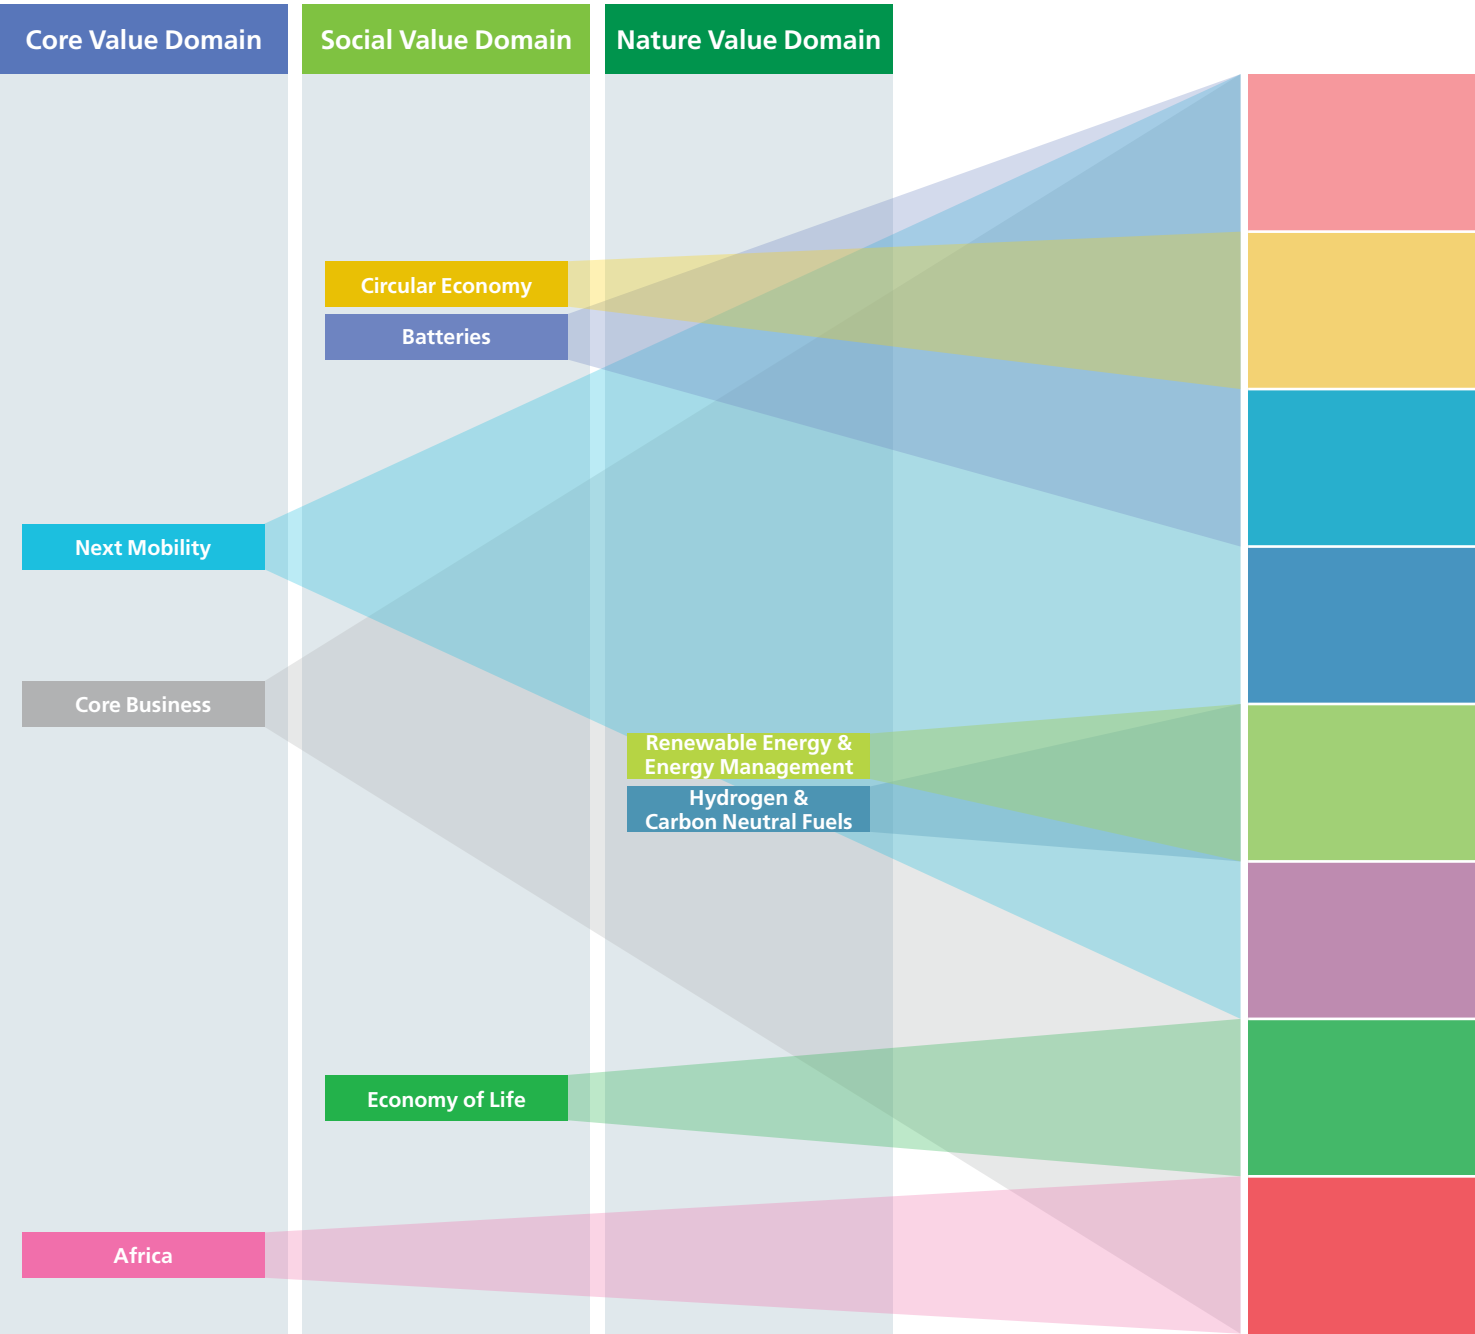 Core Value Domain
Social Value Domain
Nature Value Domain
Circular Economy
Batteries
Next Mobility
Core Business
Renewable Energy &
Energy Management
Hydrogen &
Carbon Neutral Fuels
Economy of Life
Africa